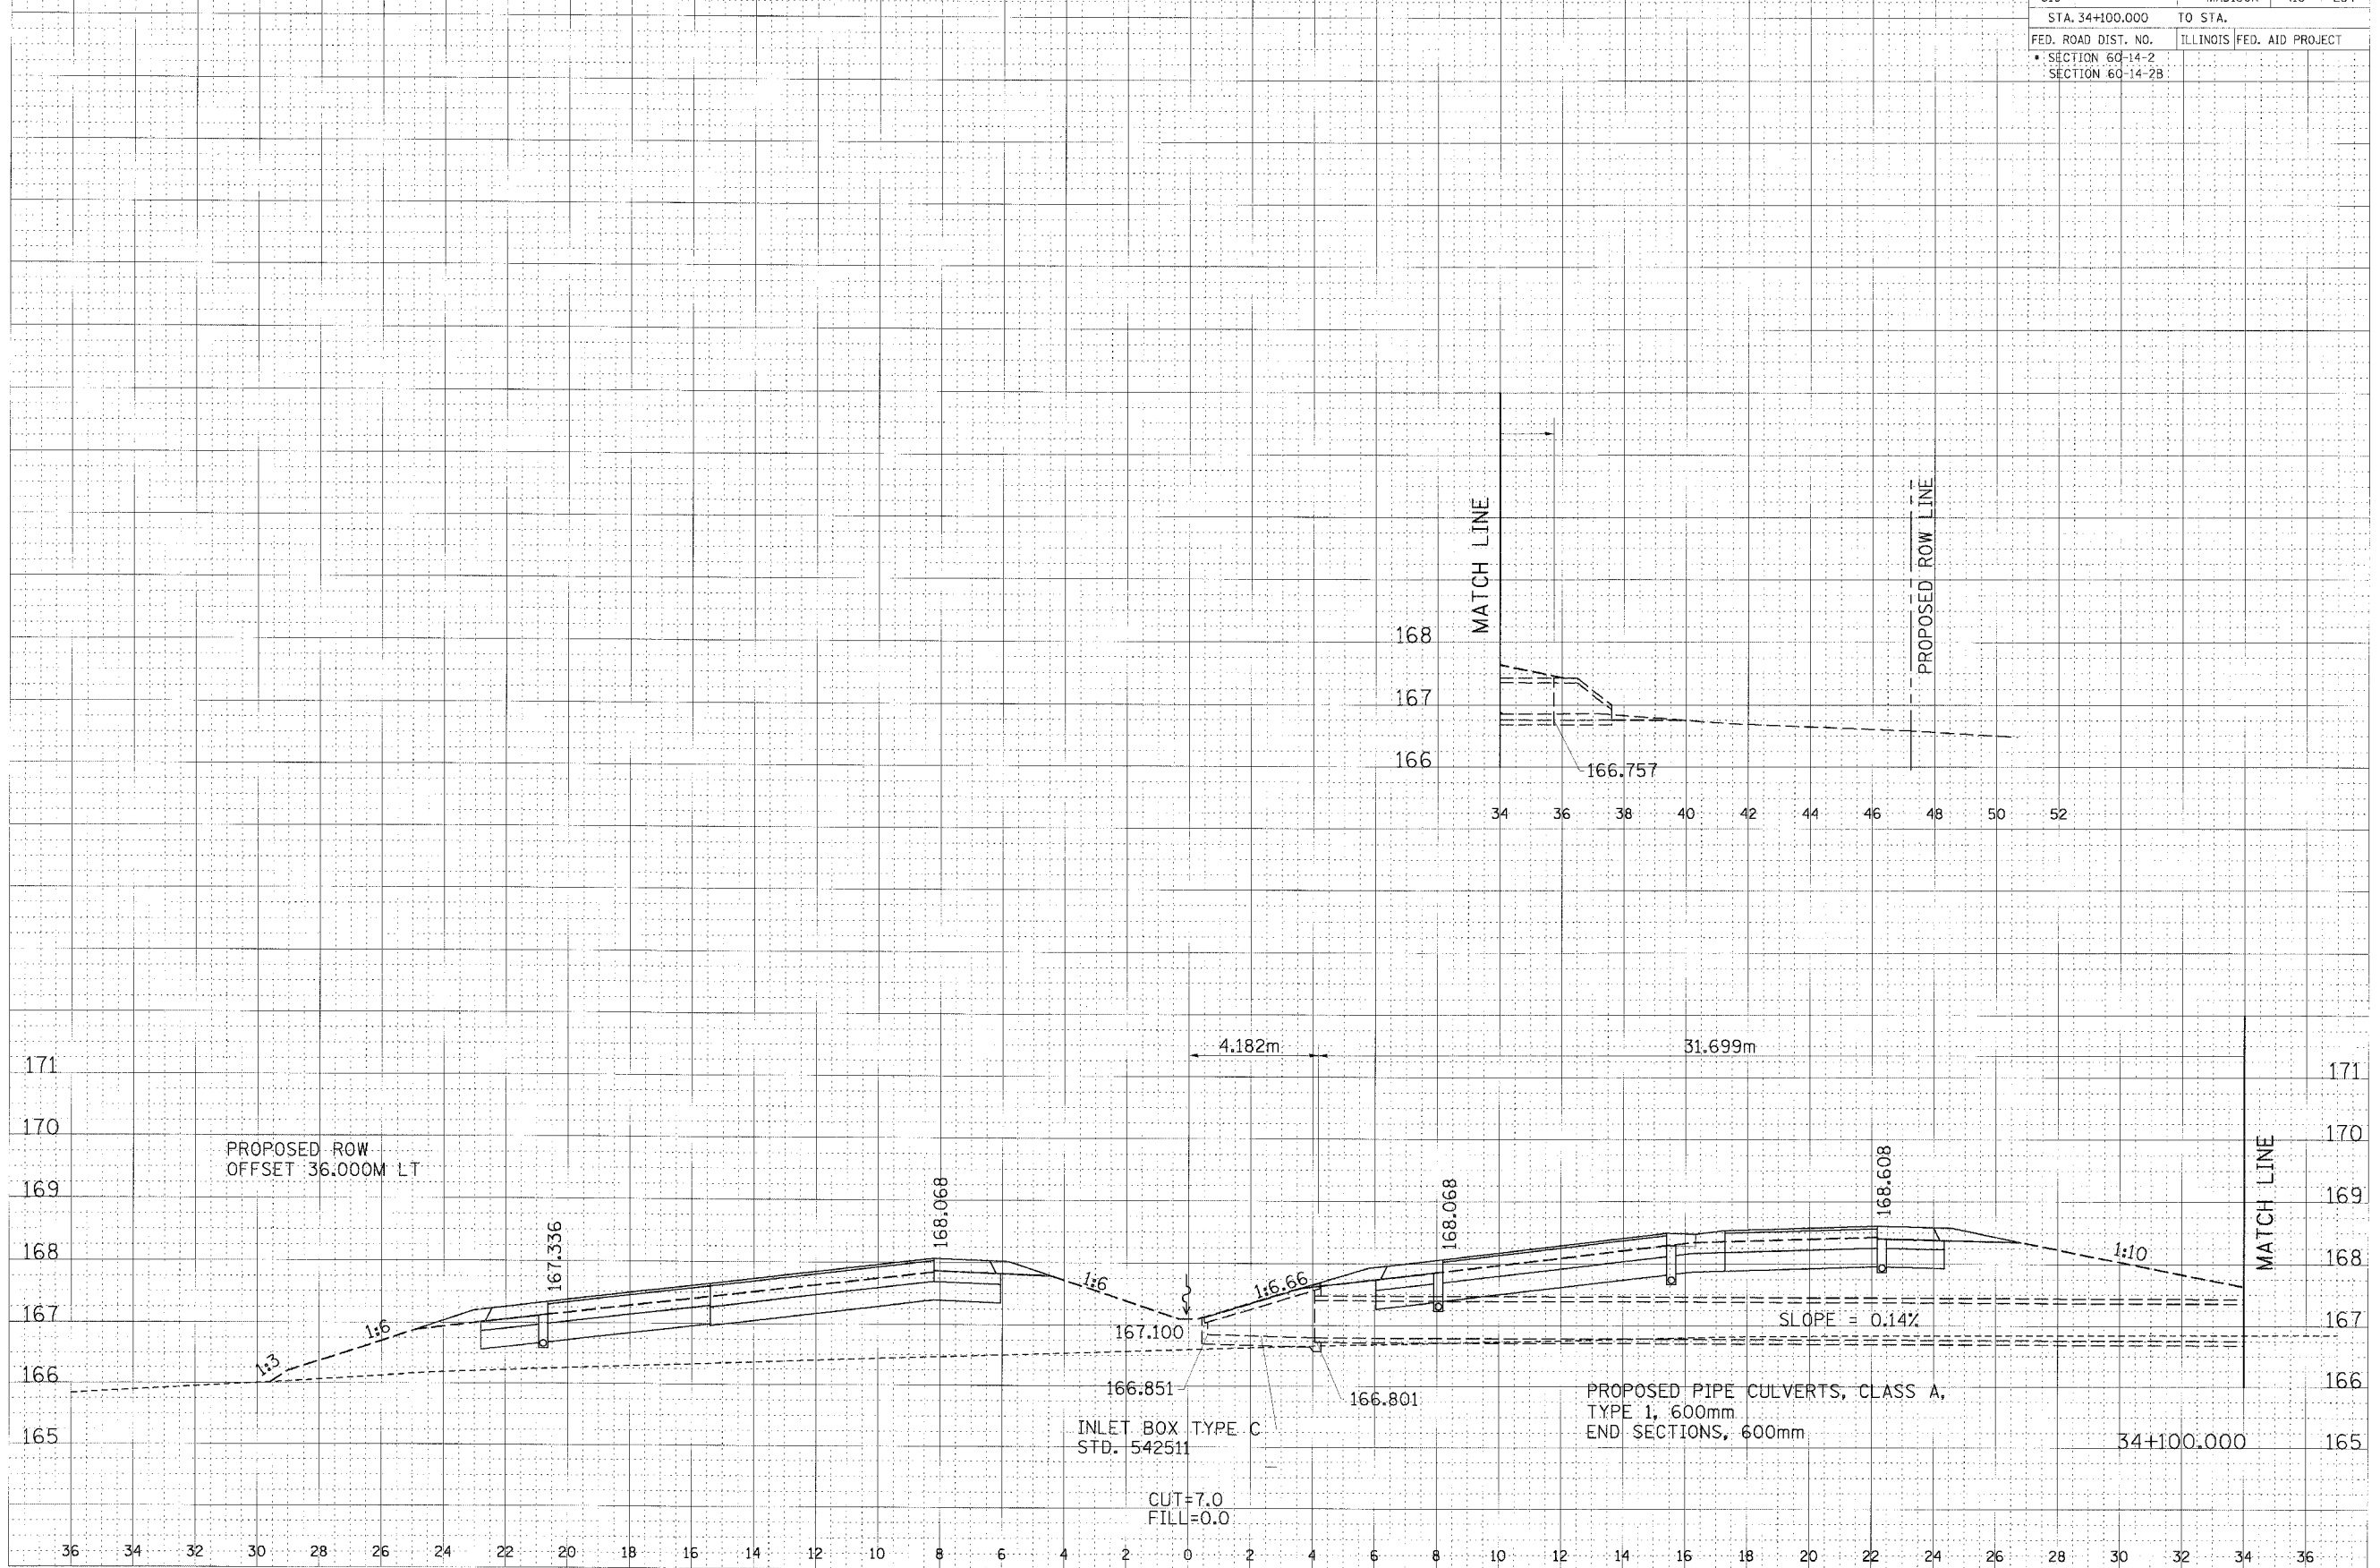 STA. 34+100.000 TO STA.
FED. ROAD DIST. NO. ILLINOIS FED. AID PROJECT
• SECTION 60-14-2
SECTION 60-14-2B
MATCH LINE
PROPOSED ROW LINE
168
167
166
166.757
34 36 38 40 42 44 46 48 50 52
4.182m
31.699m
171
171
170
170
PROPOSED ROW
OFFSET 36.000M LT
MATCH LINE
169
169
167.336
168.068
168.068
168.608
168
168
1:3
1:6
1:6
1:6.66
1:10
167
167
167.100
SLOPE = 0.14%
166
166
166.851
166.801
PROPOSED PIPE CULVERTS, CLASS A,
TYPE 1, 600mm
END SECTIONS, 600mm
INLET BOX TYPE C
STD. 542511
165
34+100.000
165
CUT=7.0
FILL=0.0
36 34 32 30 28 26 24 22 20 18 16 14 12 10 8 6 4 2 0 2 4 6 8 10 12 14 16 18 20 22 24 26 28 30 32 34 36